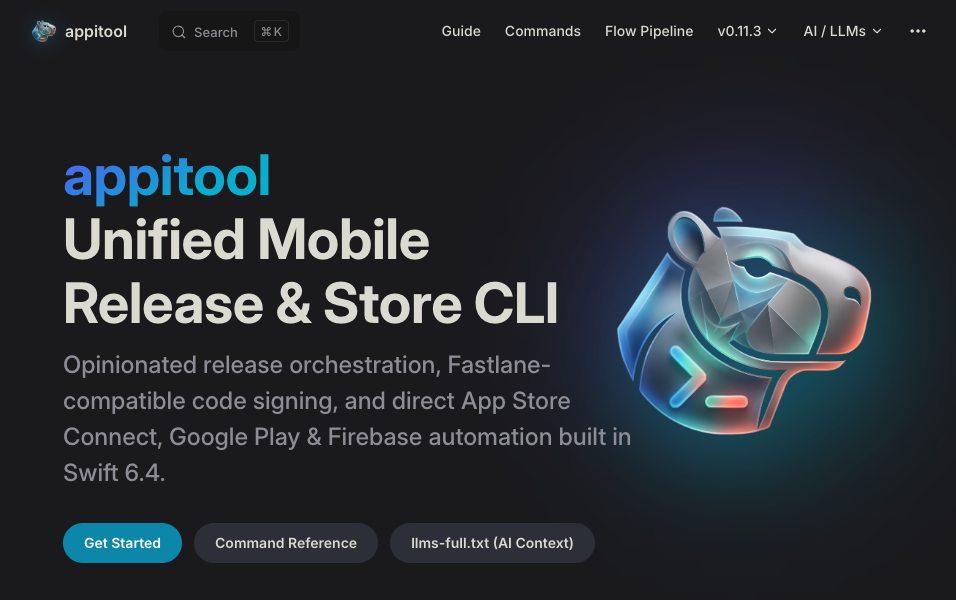 appitool
Search
⌘ K
Guide
Commands
Flow Pipeline
v0.11.3
AI / LLMs
appitool
Unified Mobile
Release & Store CLI
Opinionated release orchestration, Fastlane-
compatible code signing, and direct App Store
Connect, Google Play & Firebase automation built in
Swift 6.4.
Get Started
Command Reference
llms-full.txt (AI Context)